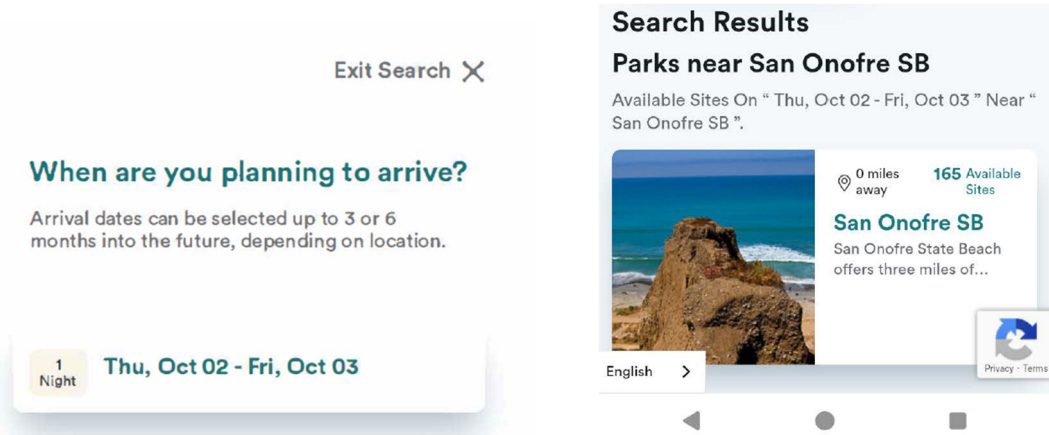 Exit Search
When are you planning to arrive?
Arrival dates can be selected up to 3 or 6
months into the future, depending on location.
1
Night
Thu, Oct 02 - Fri, Oct 03
Search Results
Parks near San Onofre SB
Available Sites On “ Thu, Oct 02 - Fri, Oct 03 ” Near “
San Onofre SB ”.
0 miles
away
165 Available
Sites
San Onofre SB
San Onofre State Beach
offers three miles of...
English
Privacy - Terms